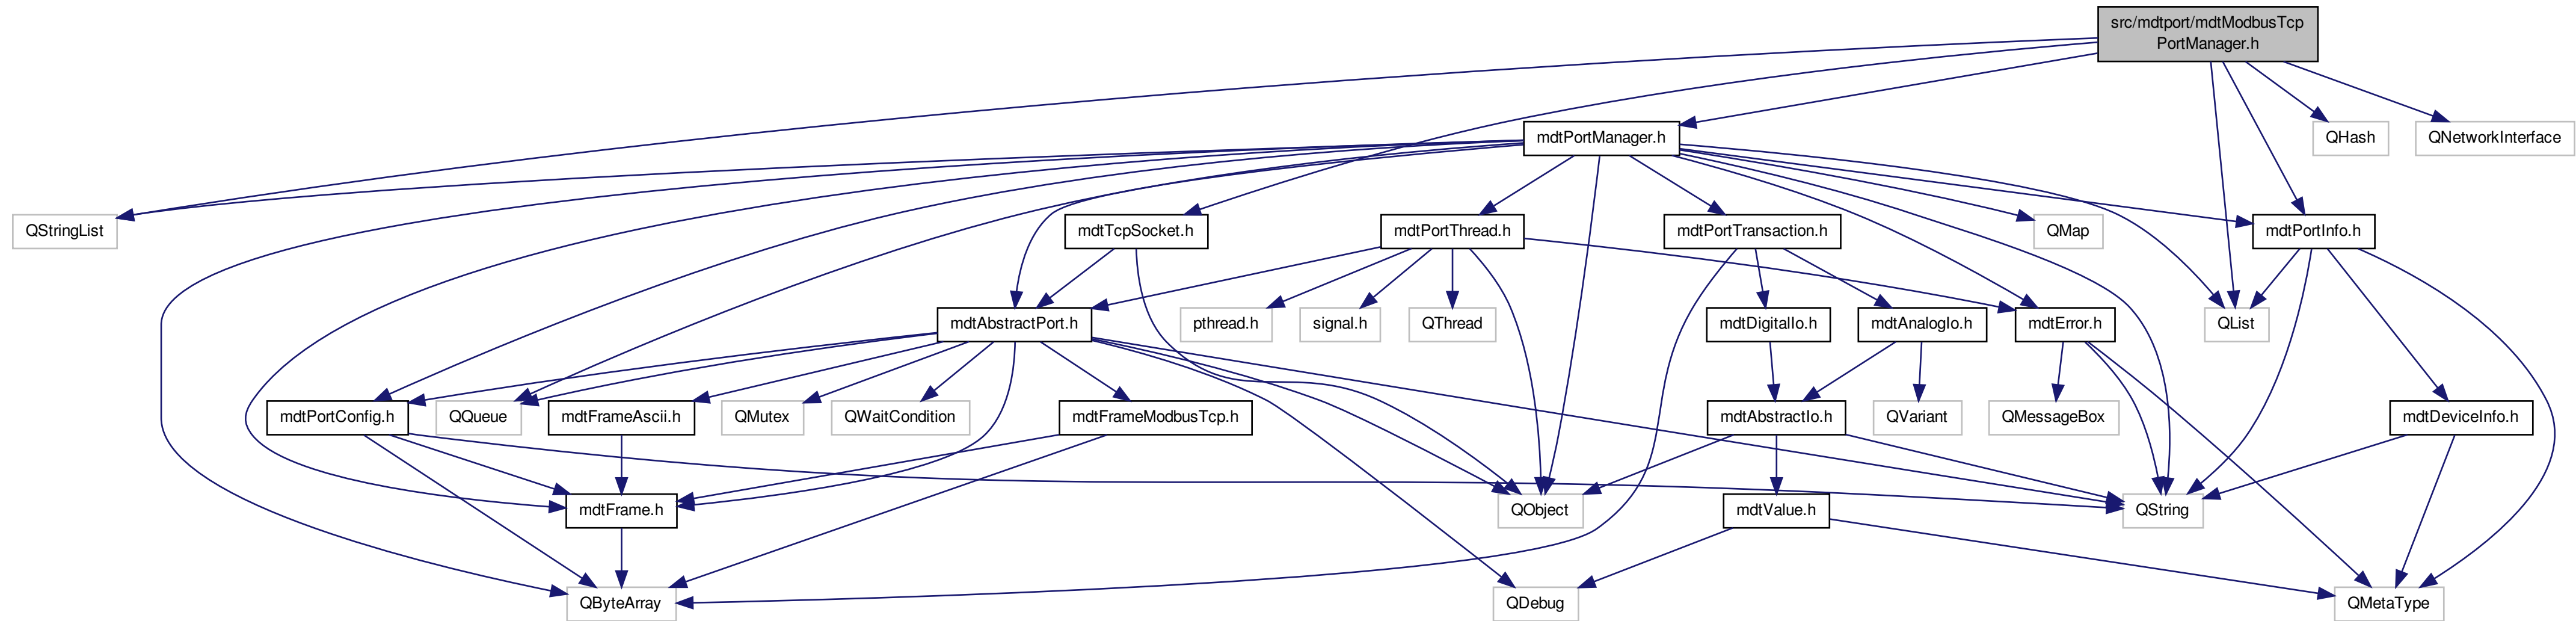 src/mdtport/mdtModbusTcp
PortManager.h
mdtPortManager.h
QHash
QNetworkInterface
QStringList
mdtTcpSocket.h
mdtPortThread.h
mdtPortTransaction.h
QMap
mdtPortInfo.h
mdtAbstractPort.h
pthread.h
signal.h
QThread
mdtDigitalIo.h
mdtAnalogIo.h
mdtError.h
QList
mdtPortConfig.h
QQueue
mdtFrameAscii.h
QMutex
QWaitCondition
mdtFrameModbusTcp.h
mdtAbstractIo.h
QVariant
QMessageBox
mdtDeviceInfo.h
mdtFrame.h
QObject
mdtValue.h
QString
QByteArray
QDebug
QMetaType